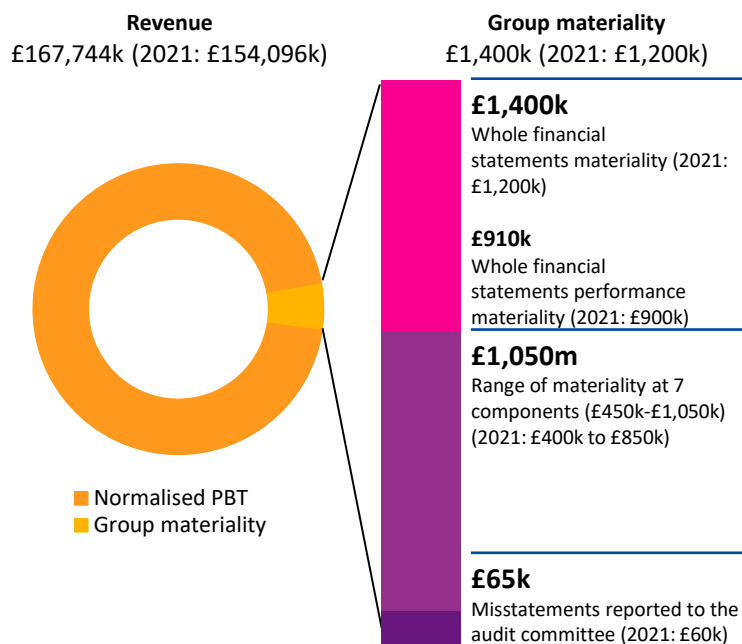 Revenue
£167,744k (2021: £154,096k)
Group materiality
£1,400k (2021: £1,200k)
£1,400k
Whole financial
statements materiality (2021:
£1,200k)
£910k
Whole financial
statements performance
materiality (2021: £900k)
£1,050m
Range of materiality at 7
components (£450k-£1,050k)
(2021: £400k to £850k)
£65k
Misstatements reported to the
audit committee (2021: £60k)
Normalised PBT
Group materiality